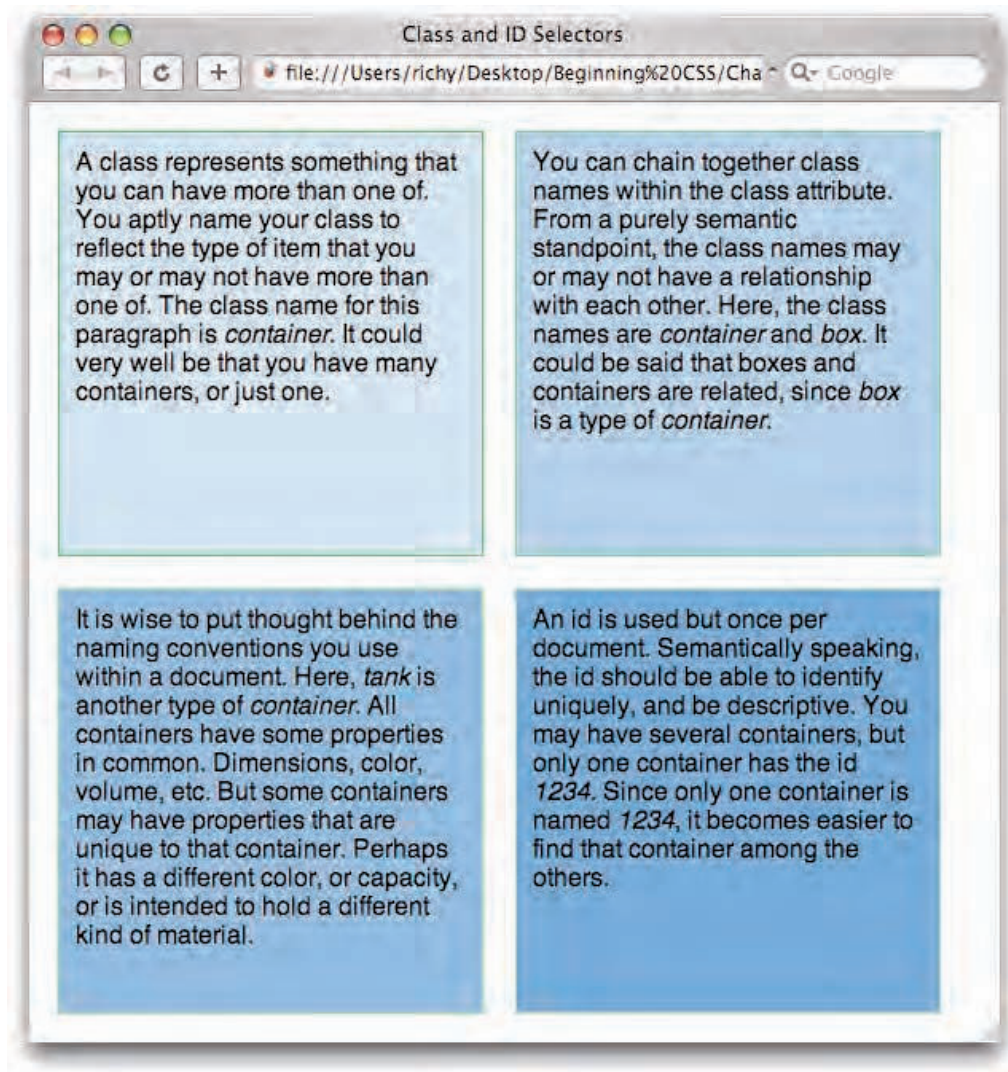 Class and ID Selectors
file:///Users/richy/Desktop/Beginning%20CSS/Cha
Google
A class represents something that
you can have more than one of.
You aptly name your class to
reflect the type of item that you
may or may not have more than
one of. The class name for this
paragraph is container. It could
very well be that you have many
containers, or just one.
You can chain together class
names within the class attribute.
From a purely semantic
standpoint, the class names may
or may not have a relationship
with each other. Here, the class
names are container and box. It
could be said that boxes and
containers are related, since box
is a type of container.
It is wise to put thought behind the
naming conventions you use
within a document. Here, tank is
another type of container. All
containers have some properties
in common. Dimensions, color,
volume, etc. But some containers
may have properties that are
unique to that container. Perhaps
it has a different color, or capacity,
or is intended to hold a different
kind of material.
An id is used but once per
document. Semantically speaking,
the id should be able to identify
uniquely, and be descriptive. You
may have several containers, but
only one container has the id
1234. Since only one container is
named 1234, it becomes easier to
find that container among the
others.